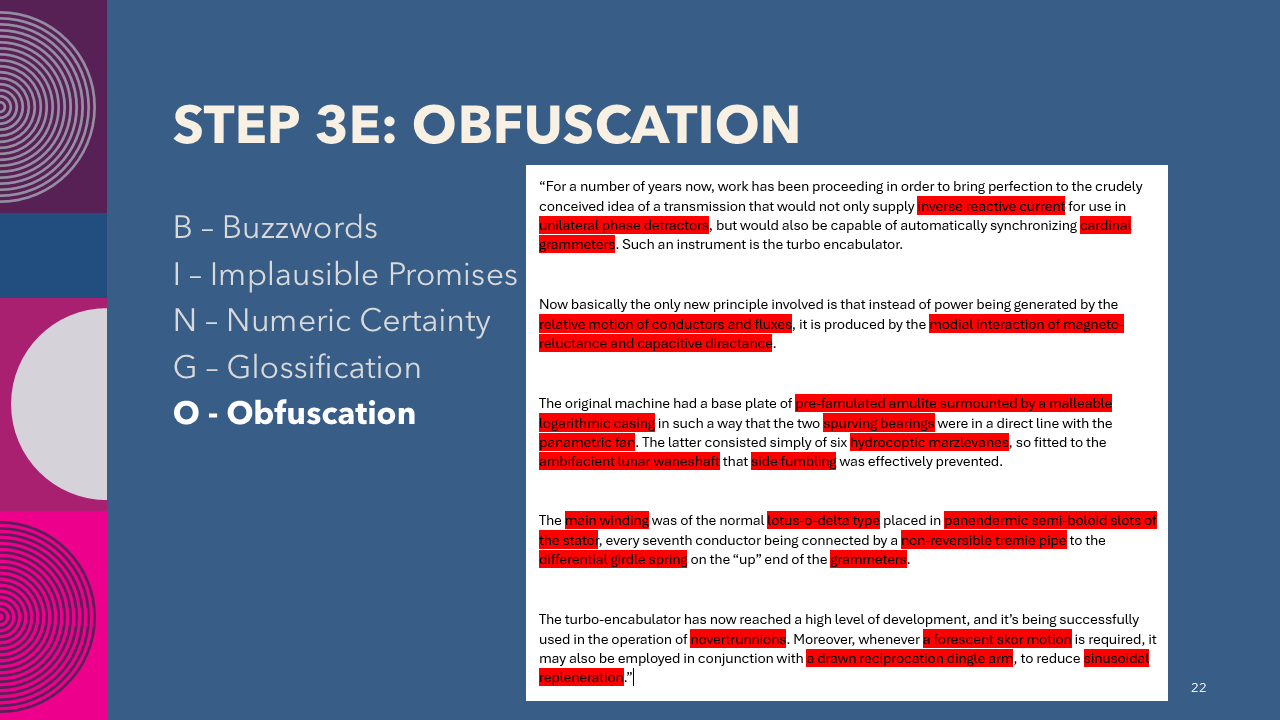 STEP 3E: OBFUSCATION
B – Buzzwords
I – Implausible Promises
N – Numeric Certainty
G – Glossification
O - Obfuscation
“For a number of years now, work has been proceeding in order to bring perfection to the crudely
conceived idea of a transmission that would not only supply inverse reactive current for use in
unilateral phase detractors, but would also be capable of automatically synchronizing cardinal
grammeters. Such an instrument is the turbo encabulator.
Now basically the only new principle involved is that instead of power being generated by the
relative motion of conductors and fluxes, it is produced by the modial interaction of magneto-
reluctance and capacitive diractance.
The original machine had a base plate of pre-famulated amulite surmounted by a malleable
logarithmic casing in such a way that the two spurving bearings were in a direct line with the
panametric fan. The latter consisted simply of six hydrocoptic marzlevanes, so fitted to the
ambifacient lunar waneshaft that side fumbling was effectively prevented.
The main winding was of the normal lotus-o-delta type placed in panendermic semi-boloid slots of
the stator, every seventh conductor being connected by a non-reversible tremie pipe to the
differential girdle spring on the “up” end of the grammeters.
The turbo-encabulator has now reached a high level of development, and it’s being successfully
used in the operation of novertrunnions. Moreover, whenever a forescent skor motion is required, it
may also be employed in conjunction with a drawn reciprocation dingle arm, to reduce sinusoidal
repleneration.”
22